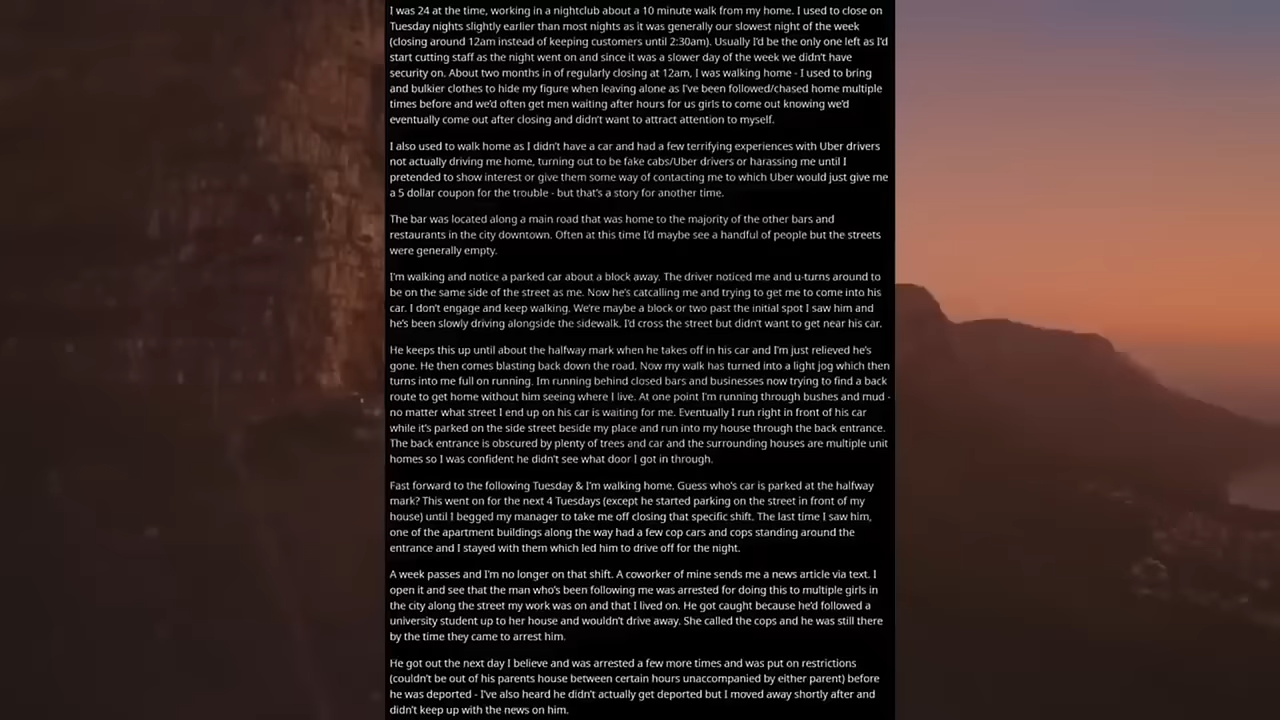 I was 24 at the time, working in a nightclub about a 10 minute walk from my home. I used to close on
Tuesday nights slightly earlier than most nights as it was generally our slowest night of the week
(closing around 12am instead of keeping customers until 2:30am). Usually I'd be the only one left as I'd
start cutting staff as the night went on and since it was a slower day of the week we didn't have
security on. About two months in of regularly closing at 12am, I was walking home - I used to bring
and bulkier clothes to hide my figure when leaving alone as I've been followed/chased home multiple
times before and we'd often get men waiting after hours for us girls to come out knowing we'd
eventually come out after closing and didn't want to attract attention to myself.
I also used to walk home as I didn't have a car and had a few terrifying experiences with Uber drivers
not actually driving me home, turning out to be fake cabs/Uber drivers or harassing me until I
pretended to show interest or give them some way of contacting me to which Uber would just give me
a 5 dollar coupon for the trouble - but that's a story for another time.
The bar was located along a main road that was home to the majority of the other bars and
restaurants in the city downtown. Often at this time I'd maybe see a handful of people but the streets
were generally empty.
I'm walking and notice a parked car about a block away. The driver noticed me and u-turns around to
be on the same side of the street as me. Now he's catcalling me and trying to get me to come into his
car. I don't engage and keep walking. We're maybe a block or two past the initial spot I saw him and
he's been slowly driving alongside the sidewalk. I'd cross the street but didn't want to get near his car.
He keeps this up until about the halfway mark when he takes off in his car and I'm just relieved he's
gone. He then comes blasting back down the road. Now my walk has turned into a light jog which then
turns into me full on running. Im running behind closed bars and businesses now trying to find a back
route to get home without him seeing where I live. At one point I'm running through bushes and mud -
no matter what street I end up on his car is waiting for me. Eventually I run right in front of his car
while it's parked on the side street beside my place and run into my house through the back entrance.
The back entrance is obscured by plenty of trees and car and the surrounding houses are multiple unit
homes so I was confident he didn't see what door I got in through.
Fast forward to the following Tuesday & I'm walking home. Guess who's car is parked at the halfway
mark? This went on for the next 4 Tuesdays (except he started parking on the street in front of my
house) until I begged my manager to take me off closing that specific shift. The last time I saw him,
one of the apartment buildings along the way had a few cop cars and cops standing around the
entrance and I stayed with them which led him to drive off for the night.
A week passes and I'm no longer on that shift. A coworker of mine sends me a news article via text. I
open it and see that the man who's been following me was arrested for doing this to multiple girls in
the city along the street my work was on and that I lived on. He got caught because he'd followed a
university student up to her house and wouldn't drive away. She called the cops and he was still there
by the time they came to arrest him.
He got out the next day I believe and was arrested a few more times and was put on restrictions
(couldn't be out of his parents house between certain hours unaccompanied by either parent) before
he was deported - I've also heard he didn't actually get deported but I moved away shortly after and
didn't keep up with the news on him.